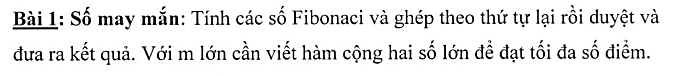 Bài 1: Số may mắn: Tính các số Fibonaci và ghép theo thứ tự lại rồi duyệt và
đưa ra kết quả. Với m lớn cần viết hàm cộng hai số lớn để đạt tối đa số điểm.